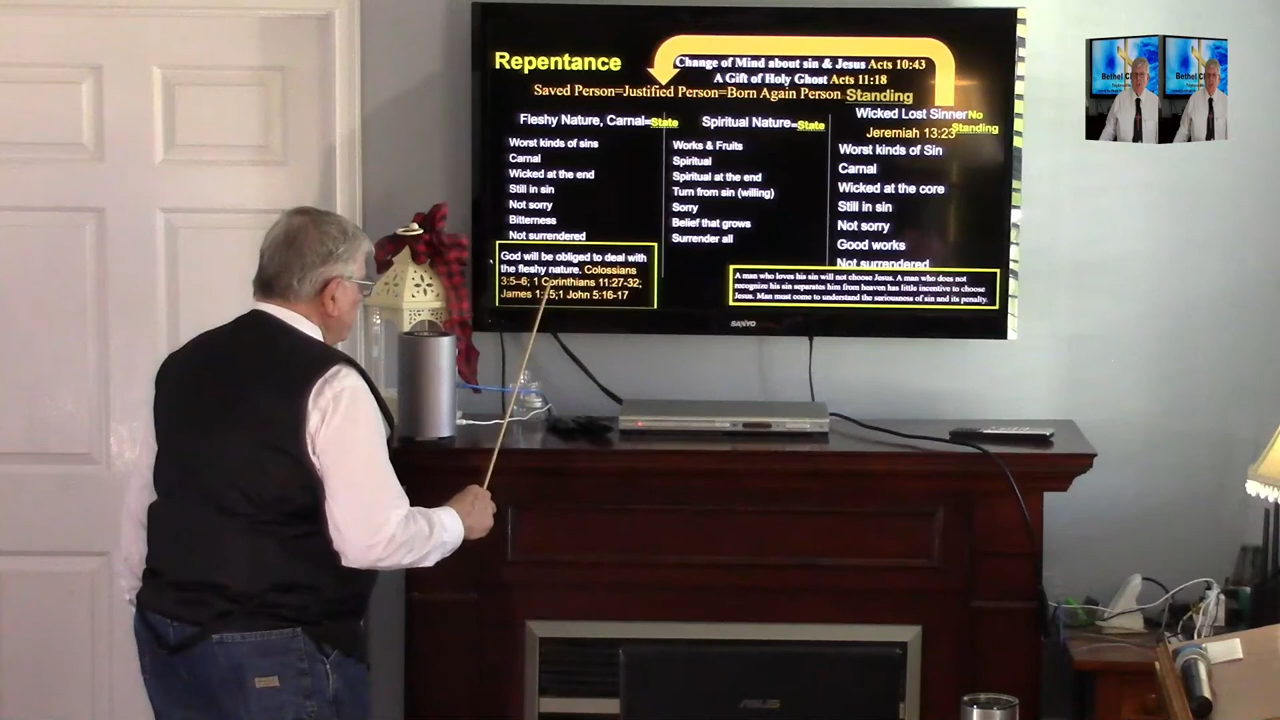 Repentance
Change of Mind about sin & Jesus Acts 10:43
A Gift of Holy Ghost Acts 11:18
Saved Person=Justified Person=Born Again Person Standing
Fleshy Nature, Carnal=State
Worst kinds of sins
Carnal
Wicked at the end
Still in sin
Not sorry
Bitterness
Not surrendered
God will be obliged to deal with
the fleshy nature. Colossians
3:5–6; 1 Corinthians 11:27-32;
James 1:15;1 John 5:16-17
Spiritual Nature=State
Works & Fruits
Spiritual
Spiritual at the end
Turn from sin (willing)
Sorry
Belief that grows
Surrender all
Wicked Lost SinnerNo
Standing
Jeremiah 13:23
Worst kinds of Sin
Carnal
Wicked at the core
Still in sin
Not sorry
Good works
Not surrendered
A man who loves his sin will not choose Jesus. A man who does not
recognize his sin separates him from heaven has little incentive to choose
Jesus. Man must come to understand the seriousness of sin and its penalty.
SANYO
ASUS
Bethel C
Bethel C